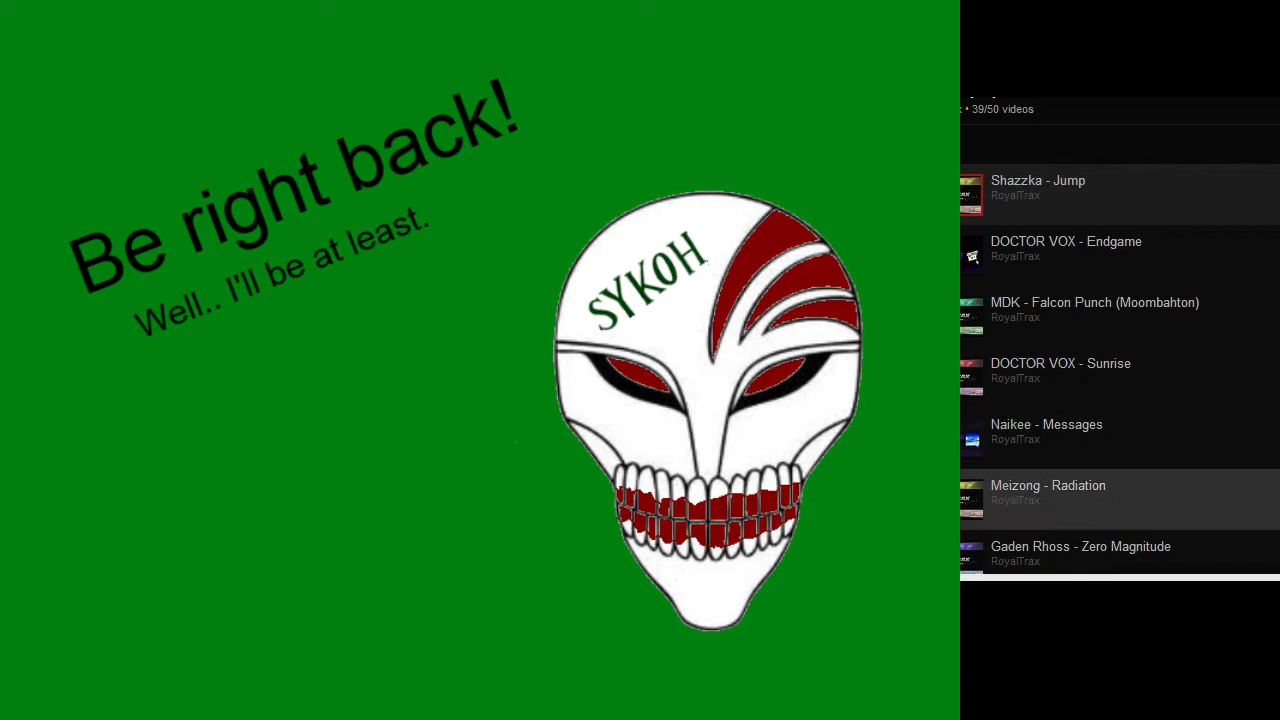 Be right back!
Well.. I'll be at least.
SYKOH
• 39/50 videos
Shazzka - Jump
RoyalTrax
DOCTOR VOX - Endgame
RoyalTrax
MDK - Falcon Punch (Moombahton)
RoyalTrax
DOCTOR VOX - Sunrise
RoyalTrax
Naikee - Messages
RoyalTrax
Meizong - Radiation
RoyalTrax
Gaden Rhoss - Zero Magnitude
RoyalTrax